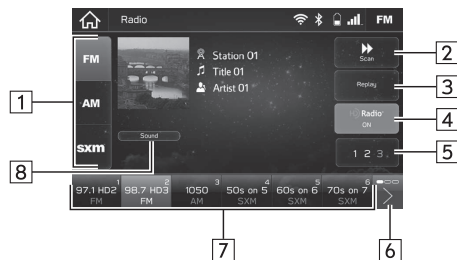 Radio FM
FM
AM
sxm
Station 01
Title 01
Artist 01
Sound
Scan
Replay
Radio
ON
1 2 3
1 2 3 4 5 6
97.1 HD2 98.7 HD3 1050 50s on 5 60s on 6 70s on 7
FM FM AM SXM SXM SXM
1
2
3
4
5
8
7
6